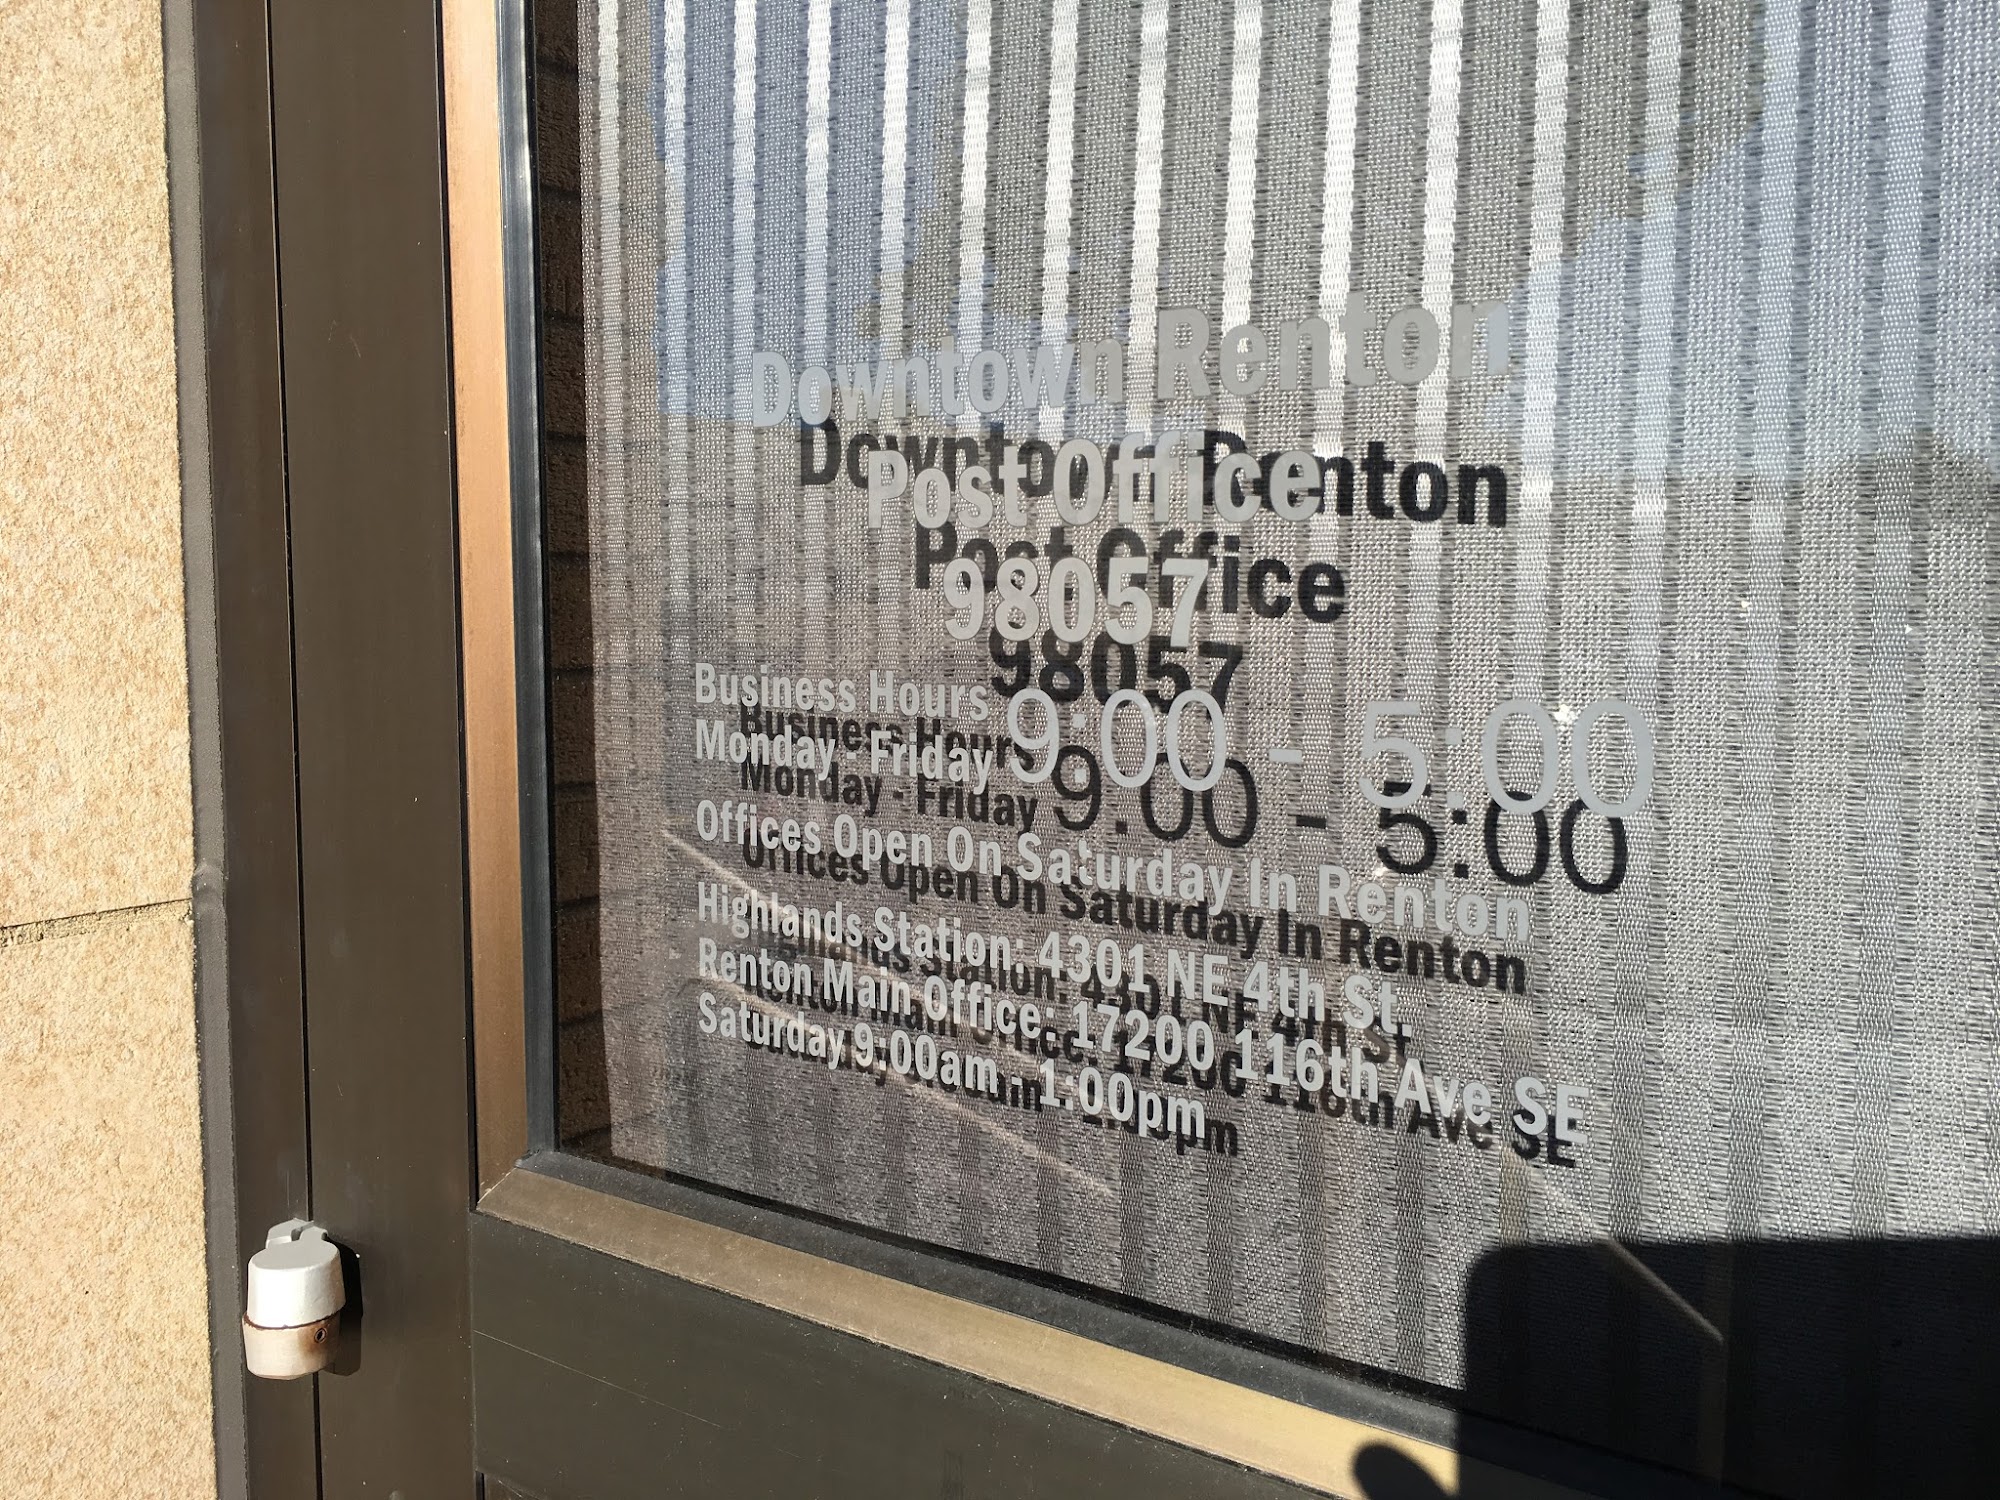 Downtown Renton
Post Office
98057
Business Hours
Monday - Friday 9:00 - 5:00
Offices Open On Saturday In Renton
Highlands Station: 4301 NE 4th St.
Renton Main Office: 17200 116th Ave SE
Saturday 9:00am - 1:00pm